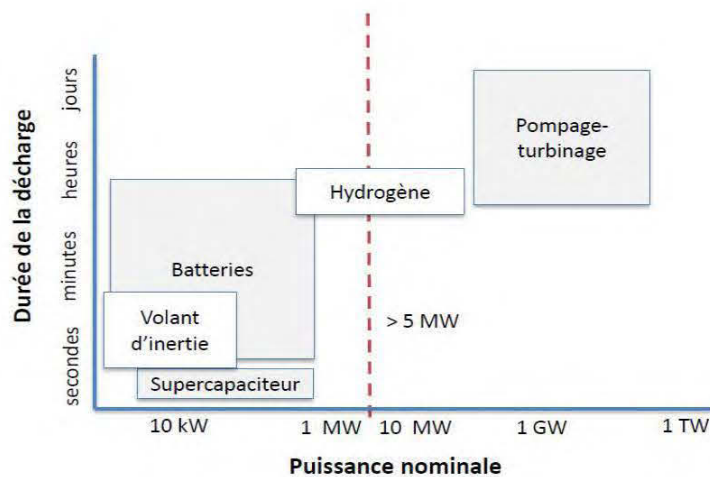 Durée de la décharge
jours
heures
minutes
secondes
Pompage-
turbinage
Hydrogène
Batteries
Volant
d'inertie
Supercapaciteur
> 5 MW
10 kW
1 MW
10 MW
1 GW
1 TW
Puissance nominale